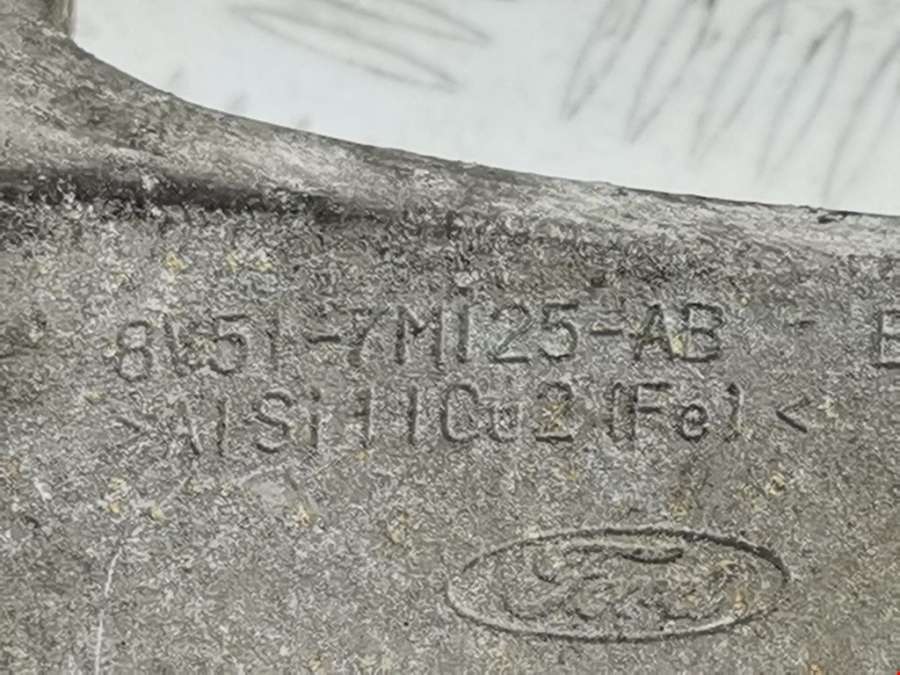 8V51-7M125-AB - E
>AlSi11Cu2(Fe)<
Ford